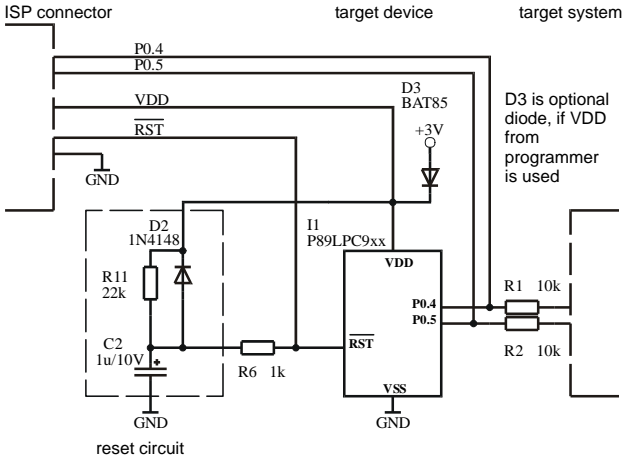 ISP connector
target device
target system
P0.4
P0.5
VDD
RST
GND
D3
BAT85
+3V
D3 is optional
diode, if VDD
from
programmer
is used
D2
1N4148
I1
P89LPC9xx
VDD
R11
22k
P0.4
P0.5
R1 10k
R2 10k
C2
1u/10V
+
RST
R6 1k
VSS
GND
GND
reset circuit